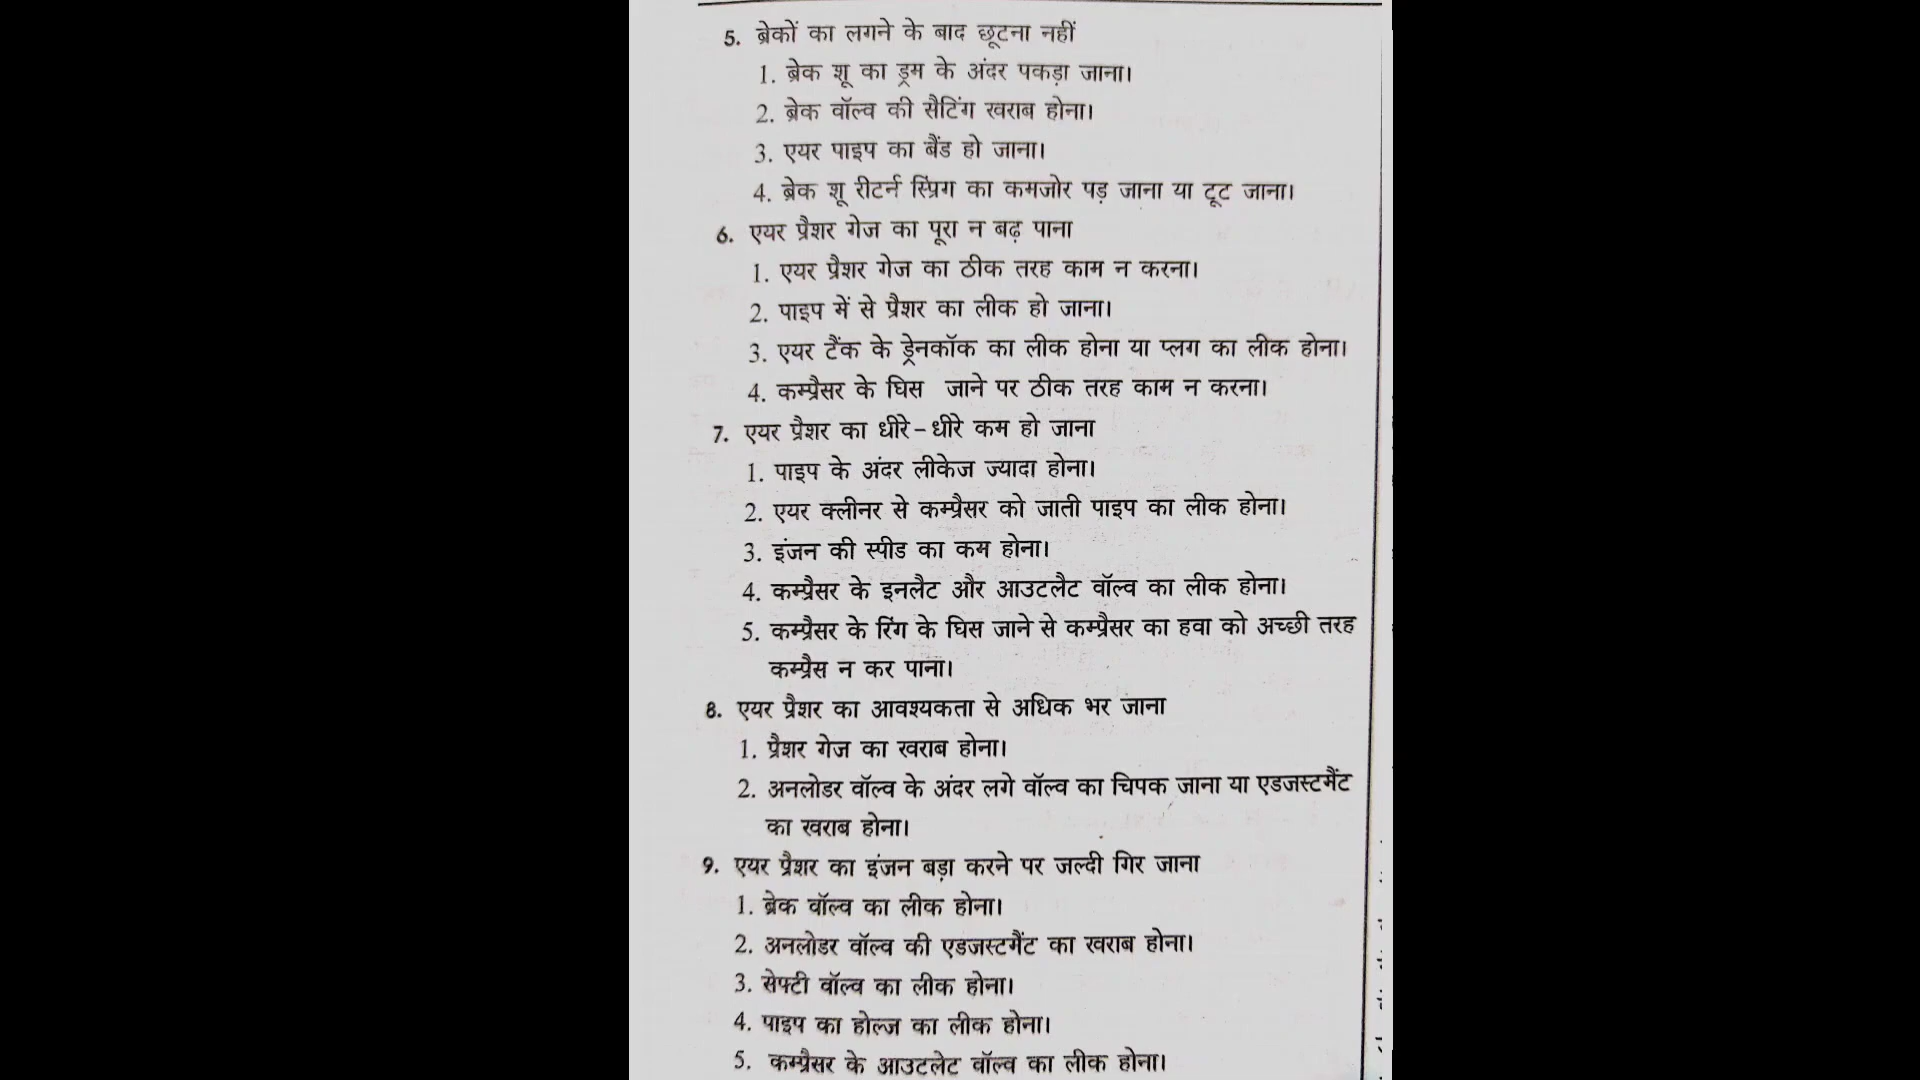 5. ब्रेकों का लगने के बाद छूटना नहीं
1. ब्रेक शू का ड्रम के अंदर पकड़ा जाना।
2. ब्रेक वॉल्व की सैटिंग खराब होना।
3. एयर पाइप का बैंड हो जाना।
4. ब्रेक शू रीटर्न स्प्रिंग का कमजोर पड़ जाना या टूट जाना।
6. एयर प्रैशर गेज का पूरा न बढ़ पाना
1. एयर प्रैशर गेज का ठीक तरह काम न करना।
2. पाइप में से प्रैशर का लीक हो जाना।
3. एयर टैंक के ड्रेनकॉक का लीक होना या प्लग का लीक होना।
4. कम्प्रैसर के घिस जाने पर ठीक तरह काम न करना।
7. एयर प्रैशर का धीरे-धीरे कम हो जाना
1. पाइप के अंदर लीकेज ज्यादा होना।
2. एयर क्लीनर से कम्प्रैसर को जाती पाइप का लीक होना।
3. इंजन की स्पीड का कम होना।
4. कम्प्रैसर के इनलैट और आउटलैट वॉल्व का लीक होना।
5. कम्प्रैसर के रिंग के घिस जाने से कम्प्रैसर का हवा को अच्छी तरह
कम्प्रैस न कर पाना।
8. एयर प्रैशर का आवश्यकता से अधिक भर जाना
1. प्रैशर गेज का खराब होना।
2. अनलोडर वॉल्व के अंदर लगे वॉल्व का चिपक जाना या एडजस्टमैंट
का खराब होना।
9. एयर प्रैशर का इंजन बड़ा करने पर जल्दी गिर जाना
1. ब्रेक वॉल्व का लीक होना।
2. अनलोडर वॉल्व की एडजस्टमैंट का खराब होना।
3. सेफ्टी वॉल्व का लीक होना।
4. पाइप का होल्ज का लीक होना।
5. कम्प्रैसर के आउटलेट वॉल्व का लीक होना।